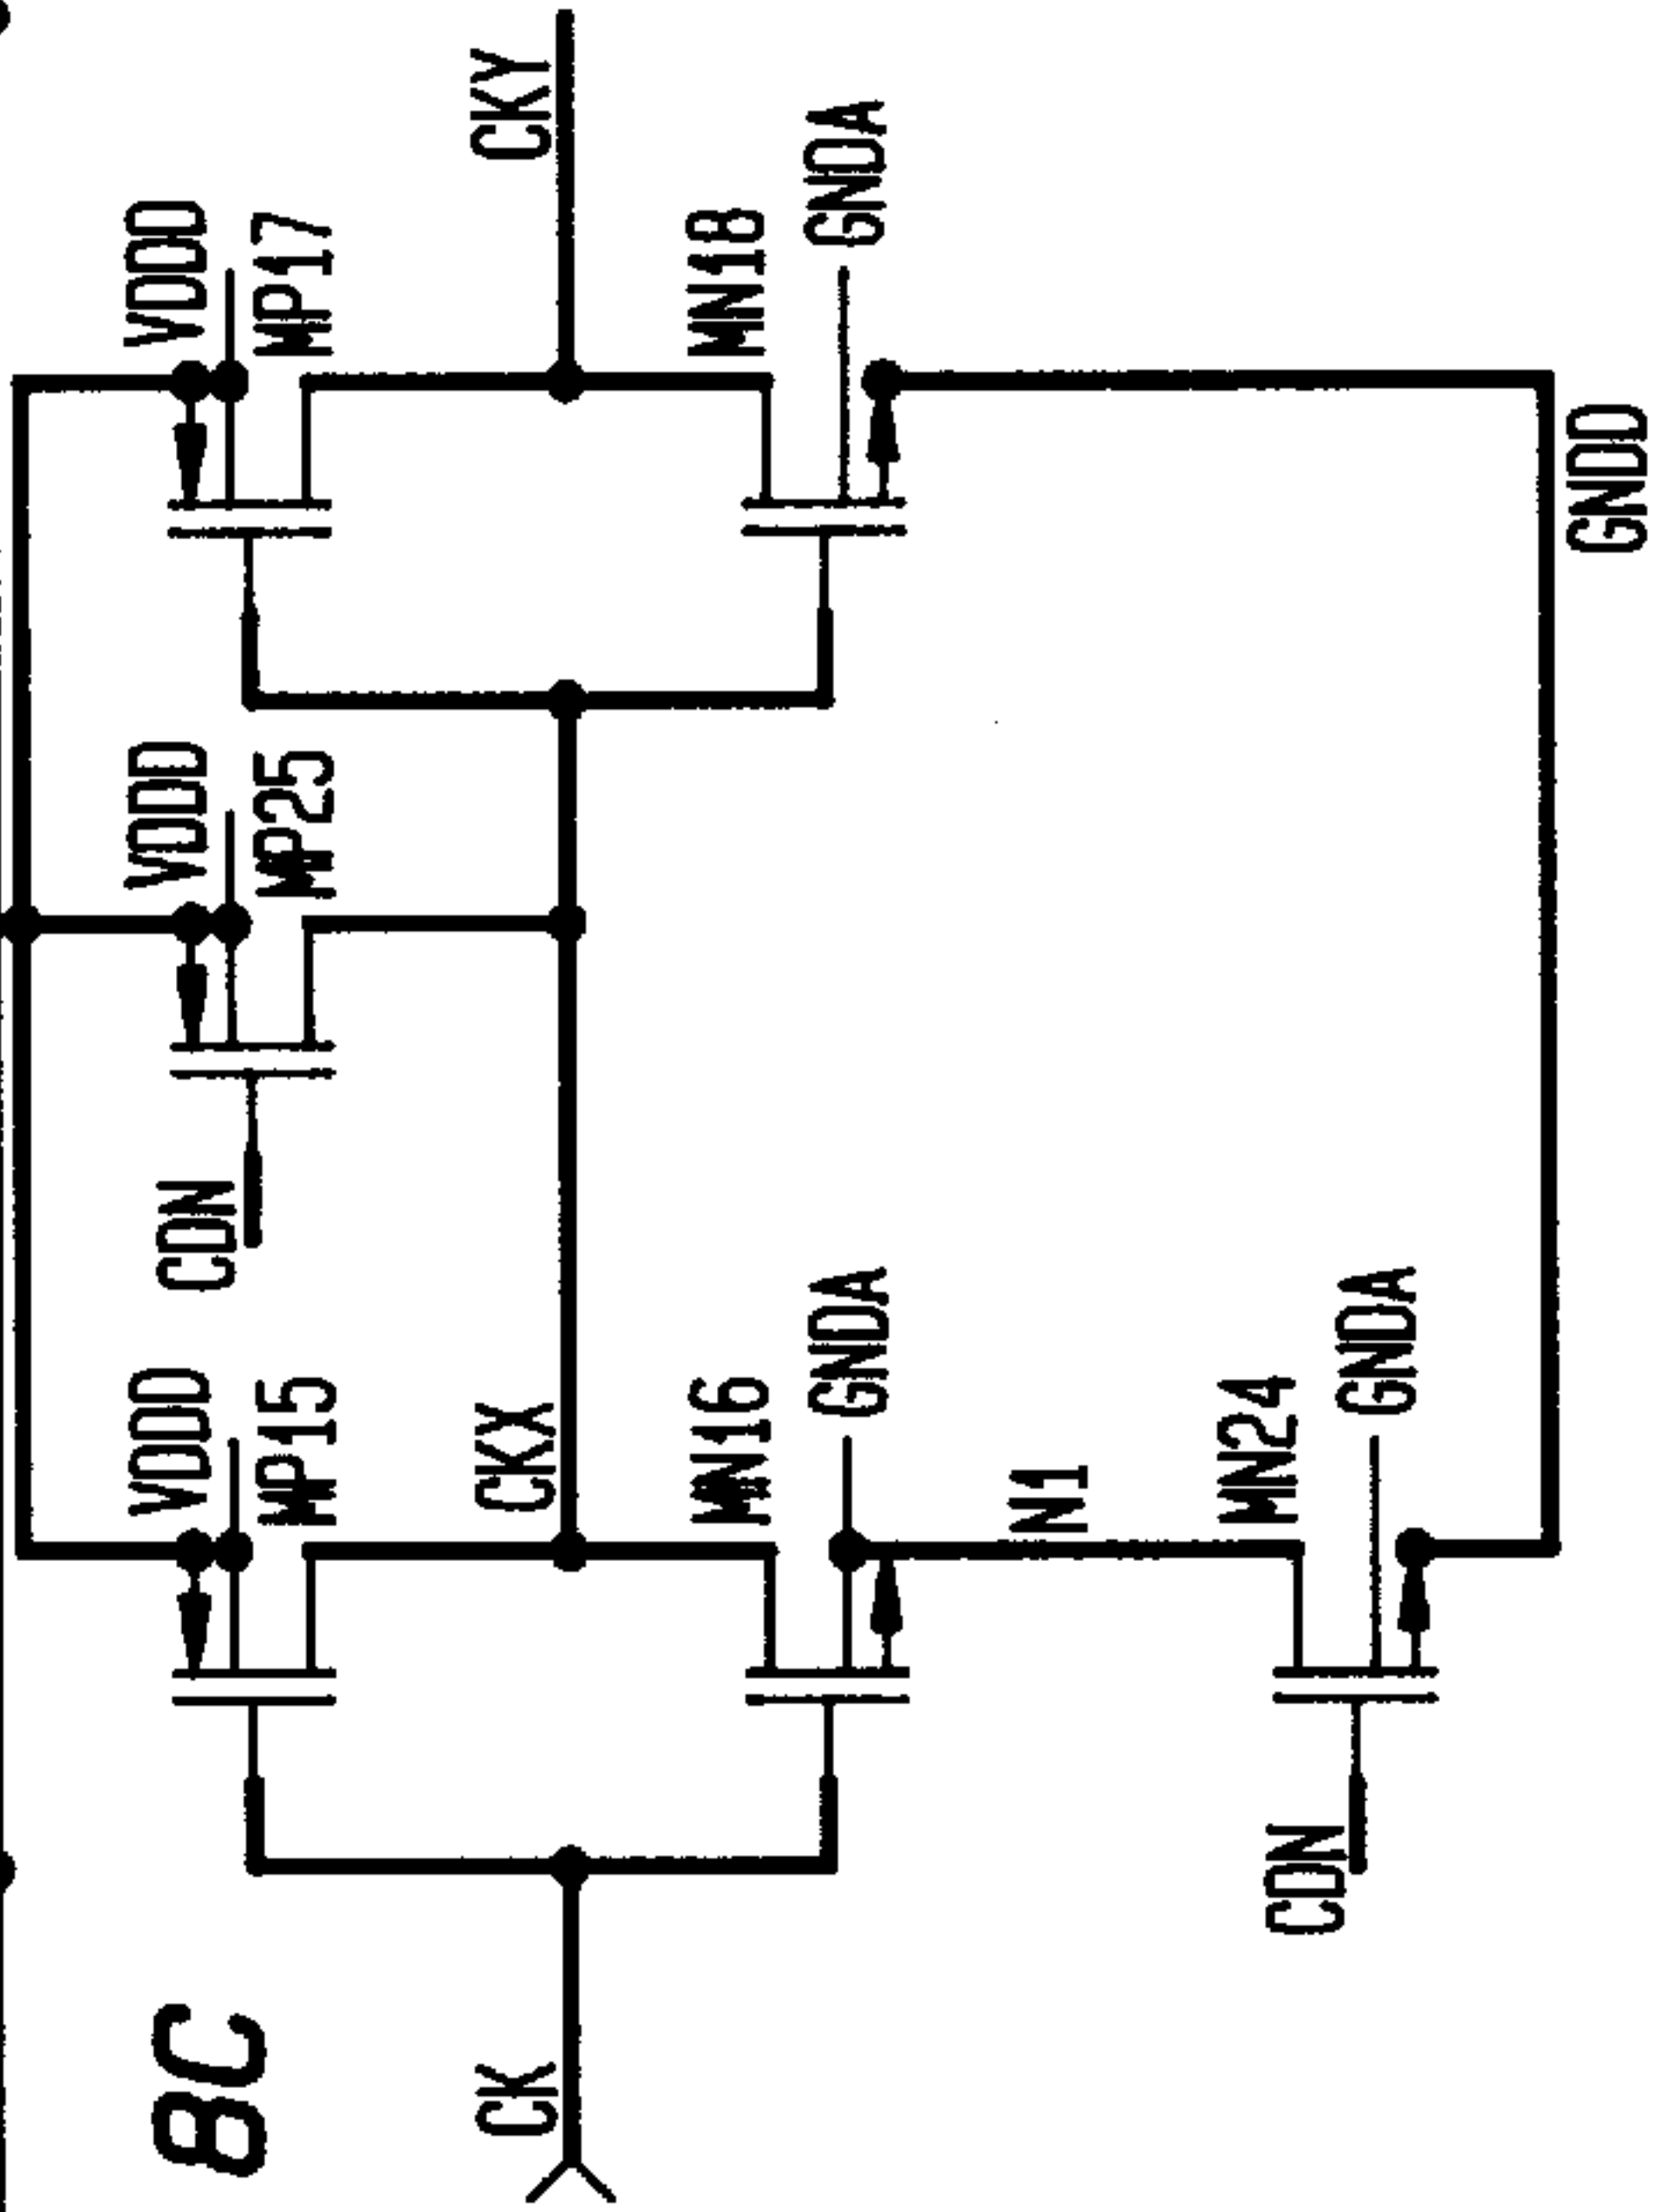 8C
VDDD
VDDD
VDDD
CDN
MP15
MP25
MP17
CK
CKX
CKY
MN16
MN18
GNDA
GNDA
N1
MN24
CDN
GNDA
GNDD